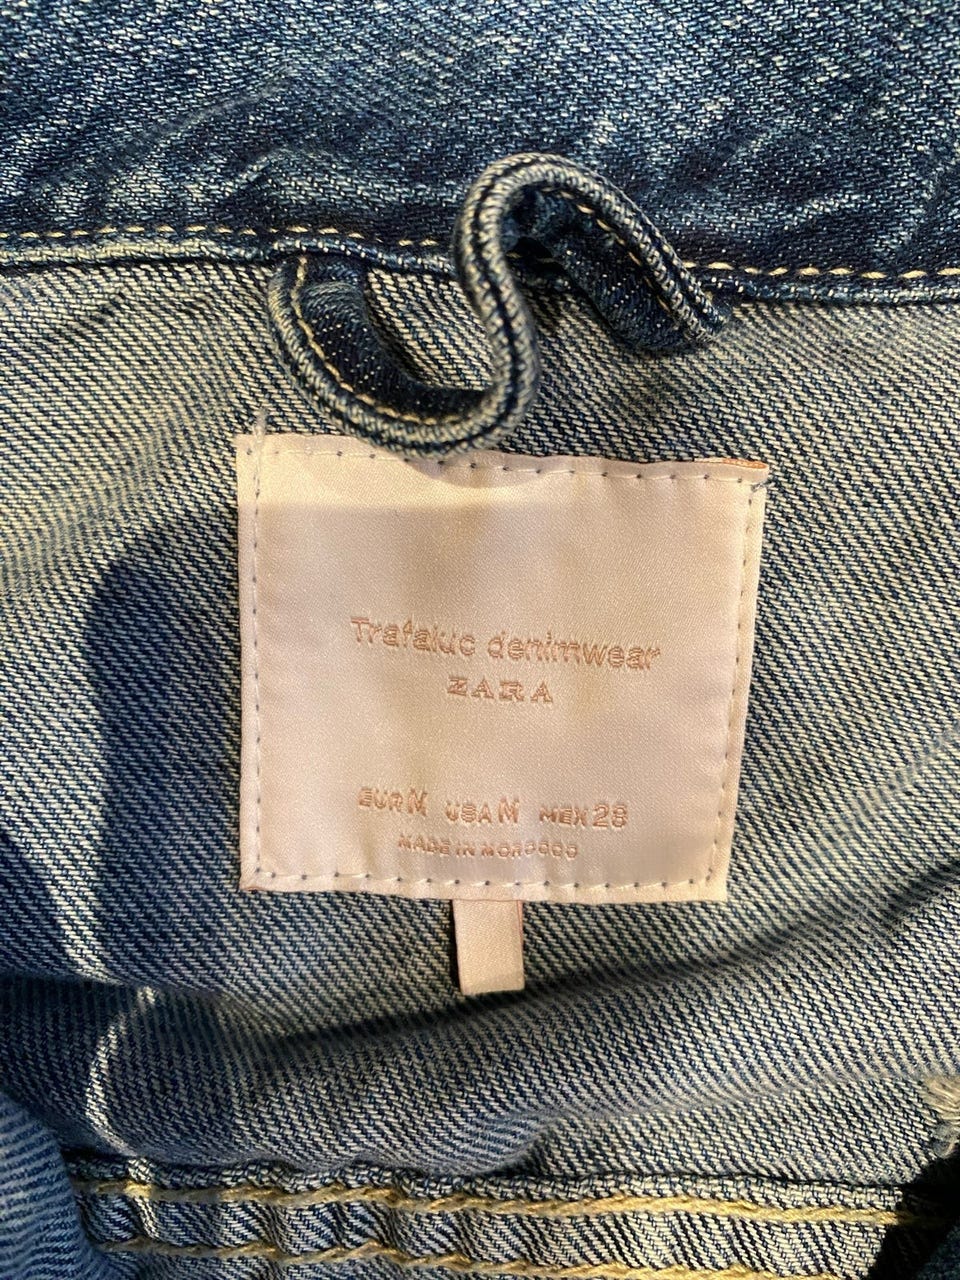 Trafaluc denimwear
ZARA
EUR M USA M MEX 28
MADE IN MOROCCO